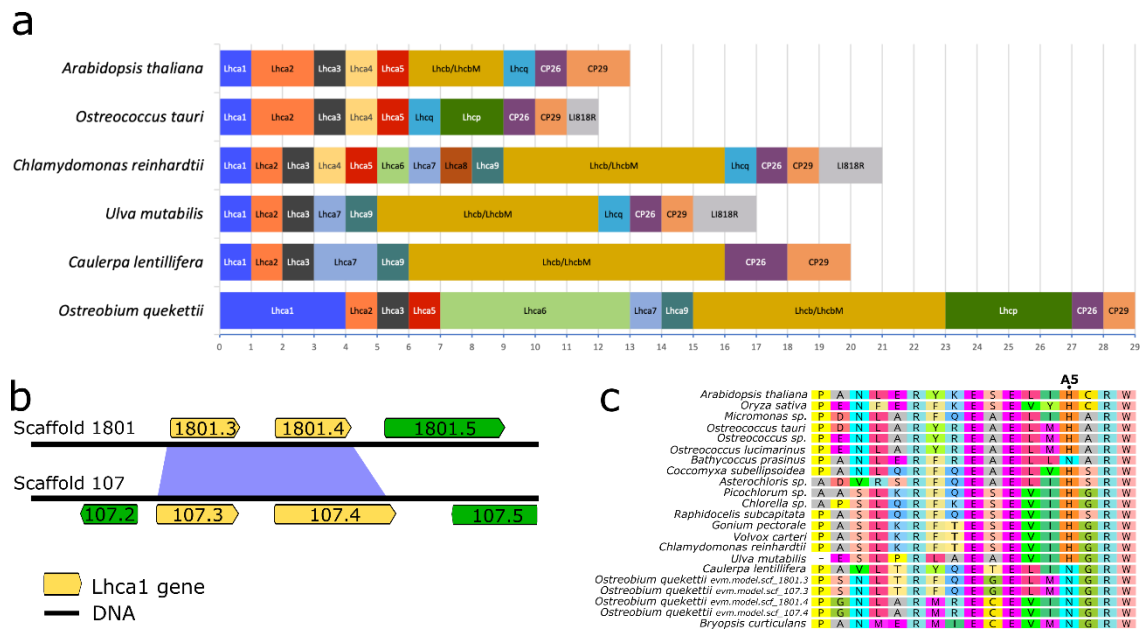 a
Arabidopsis thaliana Lhca1 Lhca2 Lhca3 Lhca4 Lhca5 Lhcb/LhcbM Lhcq CP26 CP29
Ostreococcus tauri Lhca1 Lhca2 Lhca3 Lhca4 Lhca5 Lhcq Lhcp CP26 CP29 LI818R
Chlamydomonas reinhardtii Lhca1 Lhca2 Lhca3 Lhca4 Lhca5 Lhca6 Lhca7 Lhca8 Lhca9 Lhcb/LhcbM Lhcq CP26 CP29 LI818R
Ulva mutabilis Lhca1 Lhca2 Lhca3 Lhca7 Lhca9 Lhcb/LhcbM Lhcq CP26 CP29 LI818R
Caulerpa lentillifera Lhca1 Lhca2 Lhca3 Lhca7 Lhca9 Lhcb/LhcbM CP26 CP29
Ostreobium quekettii Lhca1 Lhca2 Lhca3 Lhca5 Lhca6 Lhca7 Lhca9 Lhcb/LhcbM Lhcp CP26 CP29
0 1 2 3 4 5 6 7 8 9 10 11 12 13 14 15 16 17 18 19 20 21 22 23 24 25 26 27 28 29
b
Scaffold 1801 1801.3 1801.4 1801.5
Scaffold 107
107.2 107.3 107.4 107.5
Lhca1 gene
DNA
c
A5
Arabidopsis thaliana P A N L E R Y K E S E L I H C R W
Oryza sativa P E N F E R F K E S E V Y H C R W
Micromonas sp. P D N L A R F Q E A E L I H A R W
Ostreococcus tauri P D N L A R Y R E S E L M H A R W
Ostreococcus sp. P E N L A R Y R E S E L M H A R W
Ostreococcus lucimarinus P E N L A R Y R E A E L M H A R W
Bathycoccus prasinus P A N L E R F R E A E L L N A R W
Coccomyxa subellipsoidea P A N L Q R F Q E A E L V H S R W
Asterochloris sp. A D V R S R F Q E A E L I H S R W
Picochlorum sp. A A S L K R F Q E S E V I H G R W
Chlorella sp. A P S L Q R F K E S E V I H G R W
Raphidocelis subcapitata P A S L Q R F Q E S E V I H S R W
Gonium pectorale P A S L K R F T E S E V I H G R W
Volvox carteri P A S L K R F T E S E V I H G R W
Chlamydomonas reinhardtii P A S L K R F T E S E V I H G R W
Ulva mutabilis - E S L P R L A E A E V I H G R W
Caulerpa lentillifera P A V L T R Y Q E T E L I N G R W
Ostreobium quekettii evm.model.scf_1801.3 P S N L T R F Q E G E L M N G R W
Ostreobium quekettii evm.model.scf_107.3 P S N L T R F Q E G E L M N G R W
Ostreobium quekettii evm.model.scf_1801.4 P G N L A R M R E C E V I N G R W
Ostreobium quekettii evm.model.scf_107.4 P G N L A R M R E C E V I N G R W
Bryopsis curticulans P A N M E M